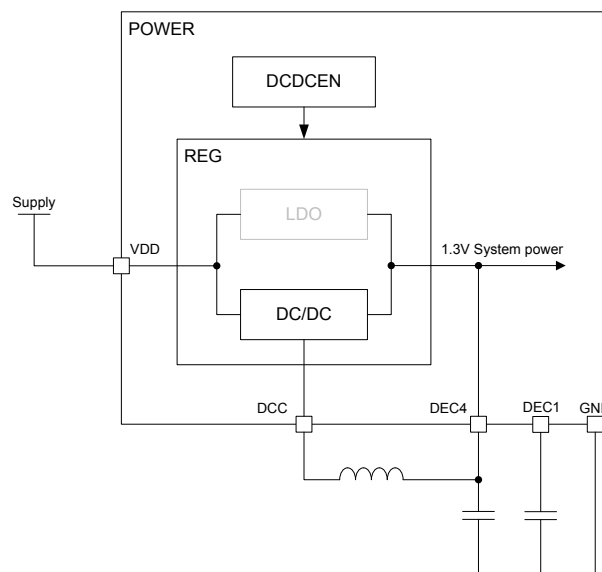 POWER
DCDCEN
REG
Supply
LDO
VDD
1.3V System power
DC/DC
DCC
DEC4
DEC1